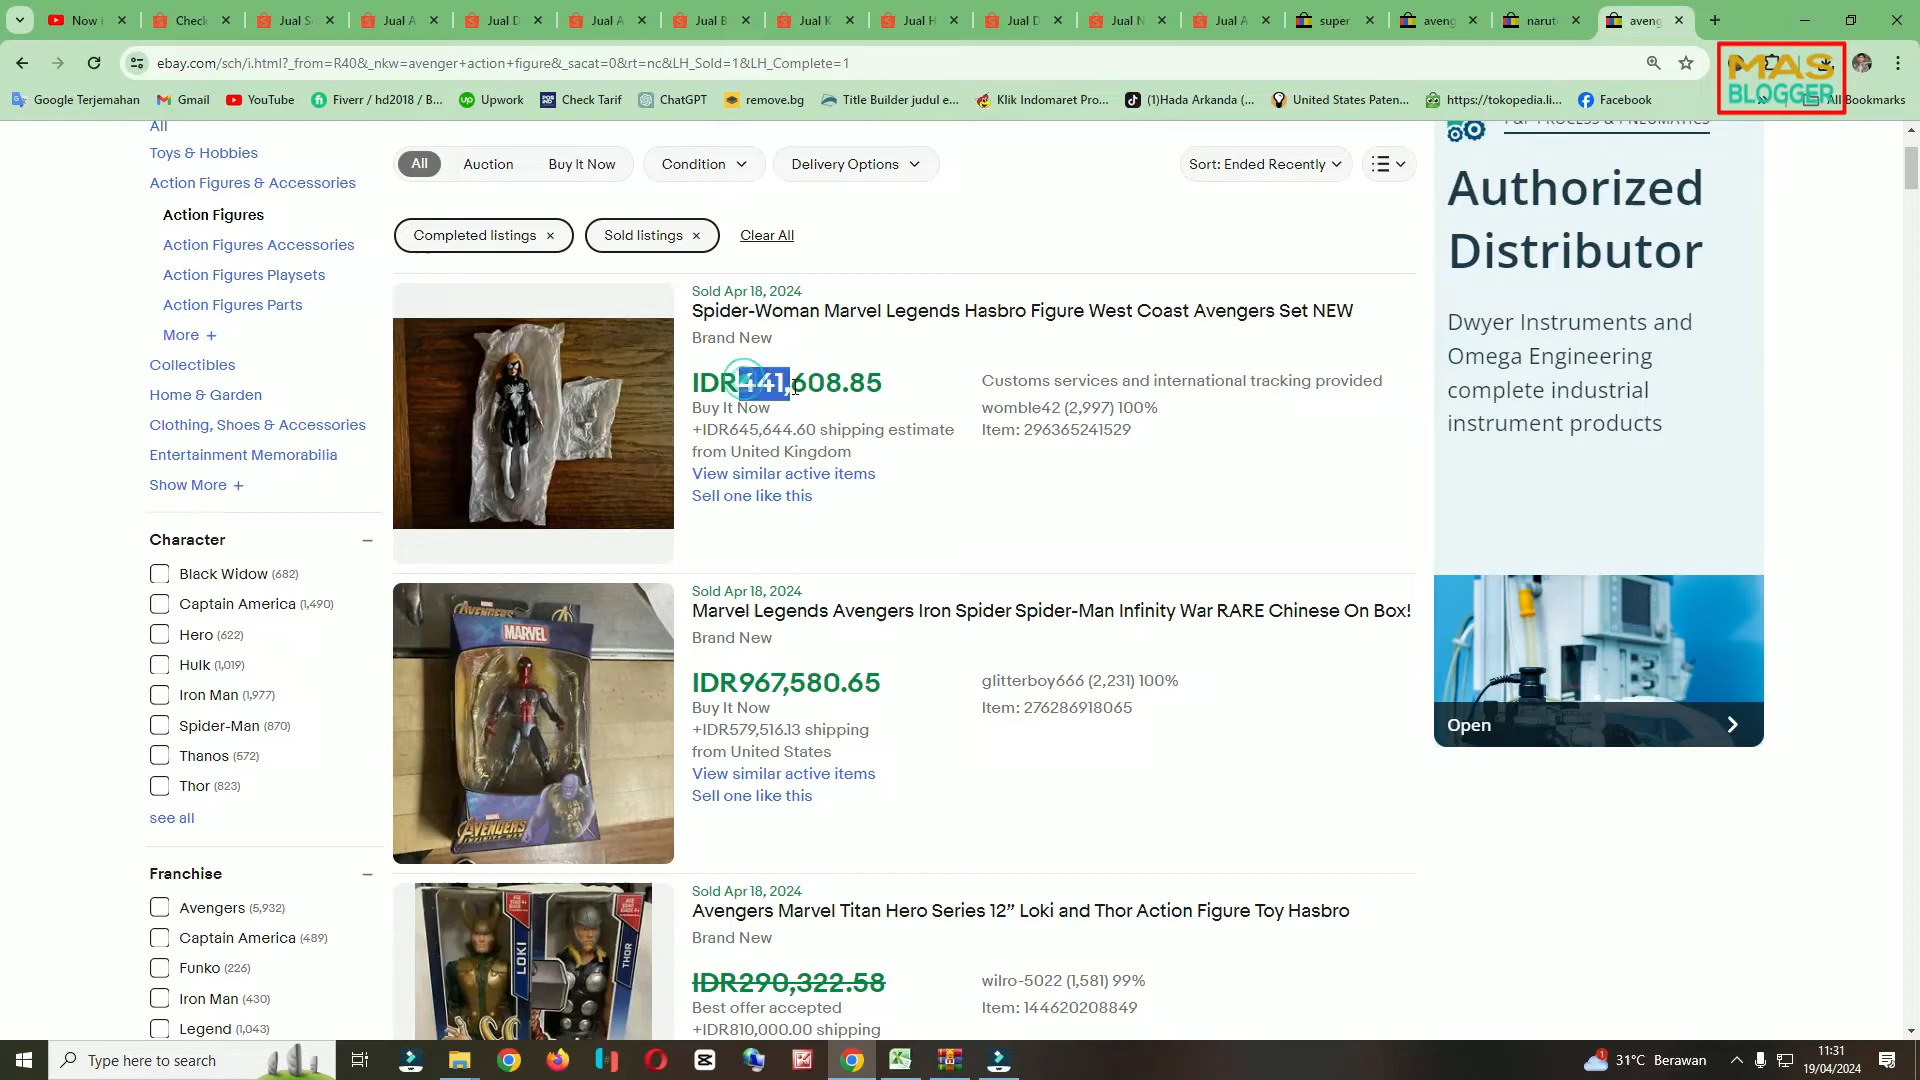 Now i
Check
Jual S
Jual A
Jual D
Jual A
Jual B
Jual K
Jual H
Jual D
Jual N
Jual A
super
aveng
narut
aveng
ebay.com/sch/i.html?_from=R40&_nkw=avenger+action+figure&_sacat=0&rt=nc&LH_Sold=1&LH_Complete=1
MAS
BLOGGER
Google Terjemahan
Gmail
YouTube
Fiverr / hd2018 / B...
Upwork
Check Tarif
ChatGPT
remove.bg
Title Builder judul e...
Klik Indomaret Pro...
(1)Hada Arkanda (...
United States Paten...
https://tokopedia.li...
Facebook
All Bookmarks
All
Toys & Hobbies
Action Figures & Accessories
Action Figures
Action Figures Accessories
Action Figures Playsets
Action Figures Parts
More +
Collectibles
Home & Garden
Clothing, Shoes & Accessories
Entertainment Memorabilia
Show More +
Character
Black Widow (682)
Captain America (1,490)
Hero (622)
Hulk (1,019)
Iron Man (1,977)
Spider-Man (870)
Thanos (572)
Thor (823)
see all
Franchise
Avengers (5,932)
Captain America (489)
Funko (226)
Iron Man (430)
Legend (1,043)
All
Auction
Buy It Now
Condition
Delivery Options
Sort: Ended Recently
Completed listings ×
Sold listings ×
Clear All
Sold Apr 18, 2024
Spider-Woman Marvel Legends Hasbro Figure West Coast Avengers Set NEW
Brand New
IDR441,608.85
Buy It Now
+IDR645,644.60 shipping estimate
from United Kingdom
View similar active items
Sell one like this
Customs services and international tracking provided
womble42 (2,997) 100%
Item: 296365241529
Sold Apr 18, 2024
Marvel Legends Avengers Iron Spider Spider-Man Infinity War RARE Chinese On Box!
Brand New
IDR967,580.65
Buy It Now
+IDR579,516.13 shipping
from United States
View similar active items
Sell one like this
glitterboy666 (2,231) 100%
Item: 276286918065
AVENGERS
MARVEL
AVENGERS
INFINITY WAR
Sold Apr 18, 2024
Avengers Marvel Titan Hero Series 12” Loki and Thor Action Figure Toy Hasbro
Brand New
IDR290,322.58
Best offer accepted
+IDR810,000.00 shipping
wilro-5022 (1,581) 99%
Item: 144620208849
LOKI
THOR
Authorized
Distributor
Dwyer Instruments and
Omega Engineering
complete industrial
instrument products
Open
Type here to search
1
31°C Berawan
11:31
19/04/2024